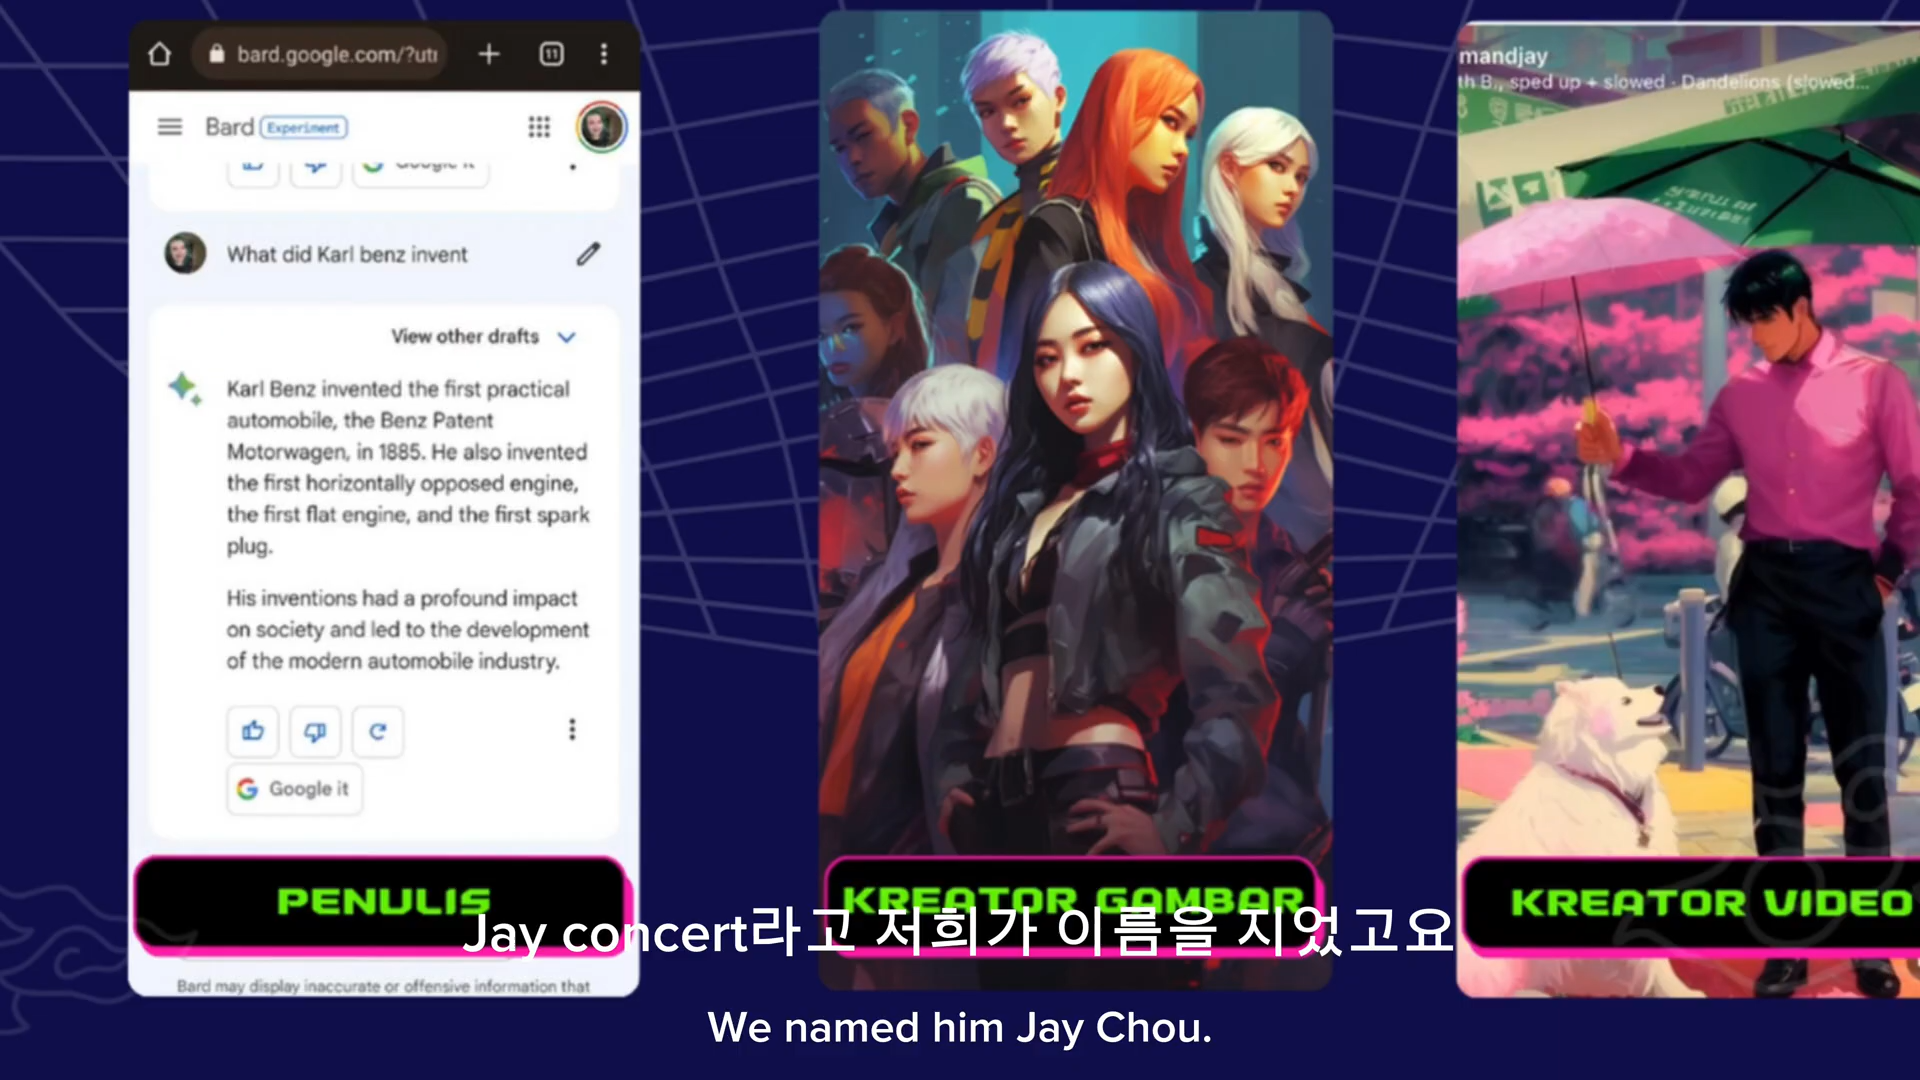 bard.google.com/?ut
11
Bard Experiment
Google it
What did Karl benz invent
View other drafts
Karl Benz invented the first practical
automobile, the Benz Patent
Motorwagen, in 1885. He also invented
the first horizontally opposed engine,
the first flat engine, and the first spark
plug.
His inventions had a profound impact
on society and led to the development
of the modern automobile industry.
Google it
PENULIS
Bard may display inaccurate or offensive information that
KREATOR GAMBAR
mandjay
th B., sped up + slowed · Dandelions (slowed...
KREATOR VIDEO
Jay concert라고 저희가 이름을 지었고요
We named him Jay Chou.